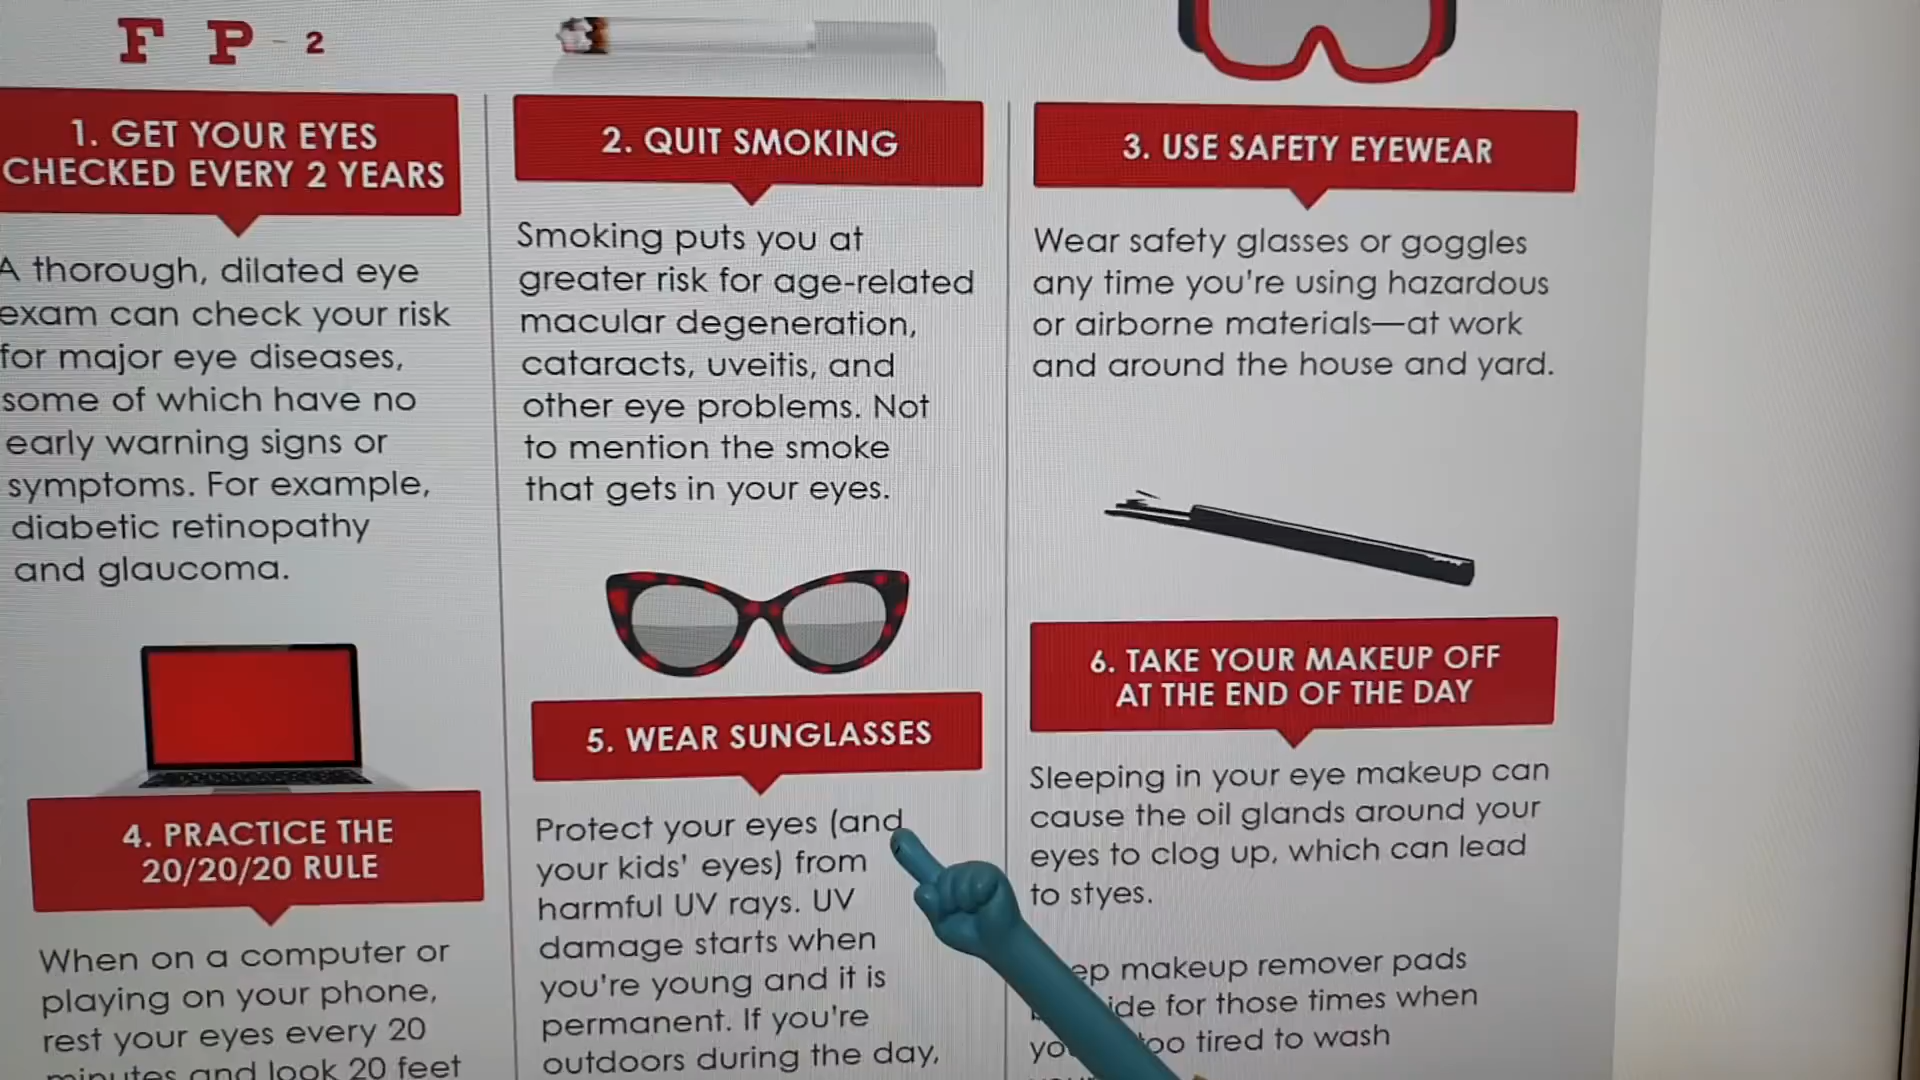 F P - 2
1. GET YOUR EYES
CHECKED EVERY 2 YEARS
A thorough, dilated eye
exam can check your risk
for major eye diseases,
some of which have no
early warning signs or
symptoms. For example,
diabetic retinopathy
and glaucoma.
2. QUIT SMOKING
Smoking puts you at
greater risk for age-related
macular degeneration,
cataracts, uveitis, and
other eye problems. Not
to mention the smoke
that gets in your eyes.
3. USE SAFETY EYEWEAR
Wear safety glasses or goggles
any time you're using hazardous
or airborne materials—at work
and around the house and yard.
4. PRACTICE THE
20/20/20 RULE
When on a computer or
playing on your phone,
rest your eyes every 20
minutes and look 20 feet
5. WEAR SUNGLASSES
Protect your eyes (and
your kids' eyes) from
harmful UV rays. UV
damage starts when
you're young and it is
permanent. If you're
outdoors during the day,
6. TAKE YOUR MAKEUP OFF
AT THE END OF THE DAY
Sleeping in your eye makeup can
cause the oil glands around your
eyes to clog up, which can lead
to styes.
makeup remover pads
for those times when
too tired to wash